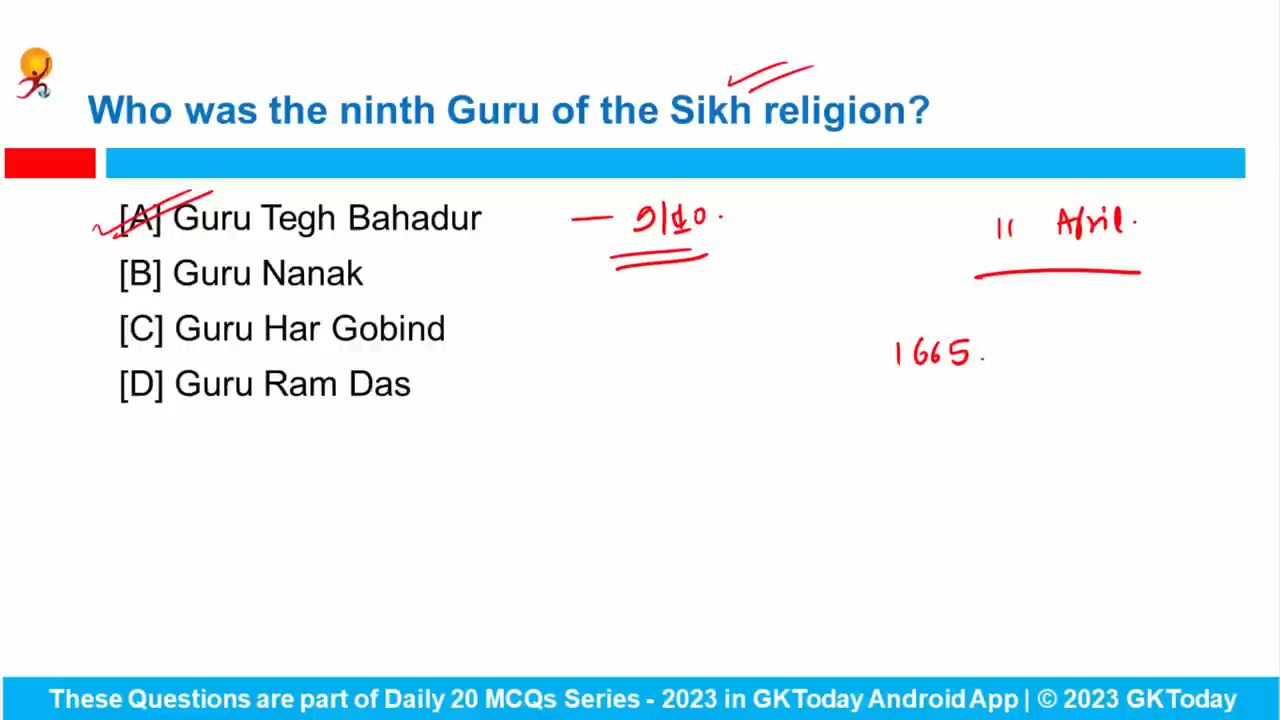 Who was the ninth Guru of the Sikh religion?
[A] Guru Tegh Bahadur — 9/10.
11 April.
[B] Guru Nanak
[C] Guru Har Gobind
1665.
[D] Guru Ram Das
These Questions are part of Daily 20 MCQs Series - 2023 in GKToday Android App | © 2023 GKToday